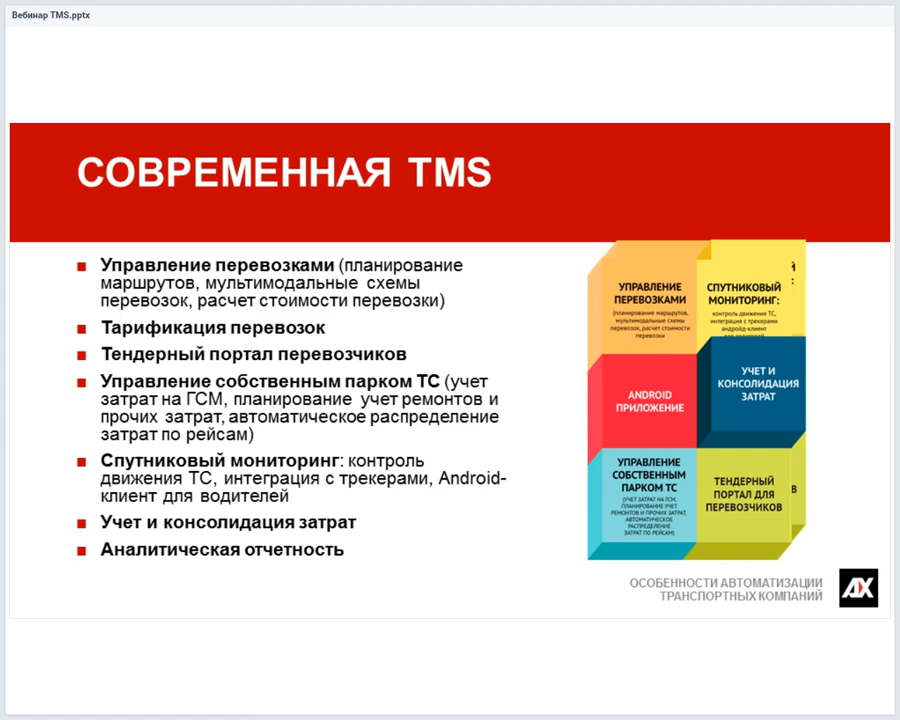 Вебинар TMS.pptx
СОВРЕМЕННАЯ TMS
Управление перевозками (планирование
маршрутов, мультимодальные схемы
перевозок, расчет стоимости перевозки)
Тарификация перевозок
Тендерный портал перевозчиков
Управление собственным парком ТС (учет
затрат на ГСМ, планирование учет ремонтов и
прочих затрат, автоматическое распределение
затрат по рейсам)
Спутниковый мониторинг: контроль
движения ТС, интеграция с трекерами, Android-
клиент для водителей
Учет и консолидация затрат
Аналитическая отчетность
УПРАВЛЕНИЕ
ПЕРЕВОЗКАМИ
(планирование маршрутов,
мультимодальные схемы
перевозок, расчет стоимости
перевозки
СПУТНИКОВЫЙ
МОНИТОРИНГ:
контроль движения ТС,
интеграция с трекерами
андройд-клиент
ANDROID
ПРИЛОЖЕНИЕ
УЧЕТ И
КОНСОЛИДАЦИЯ
ЗАТРАТ
УПРАВЛЕНИЕ
СОБСТВЕННЫМ
ПАРКОМ ТС
(УЧЕТ ЗАТРАТ НА ГСМ,
ПЛАНИРОВАНИЕ УЧЕТ
РЕМОНТОВ И ПРОЧИХ ЗАТРАТ,
АВТОМАТИЧЕСКОЕ
РАСПРЕДЕЛЕНИЕ
ЗАТРАТ ПО РЕЙСАМ)
ТЕНДЕРНЫЙ
ПОРТАЛ ДЛЯ
ПЕРЕВОЗЧИКОВ
ОСОБЕННОСТИ АВТОМАТИЗАЦИИ
ТРАНСПОРТНЫХ КОМПАНИЙ